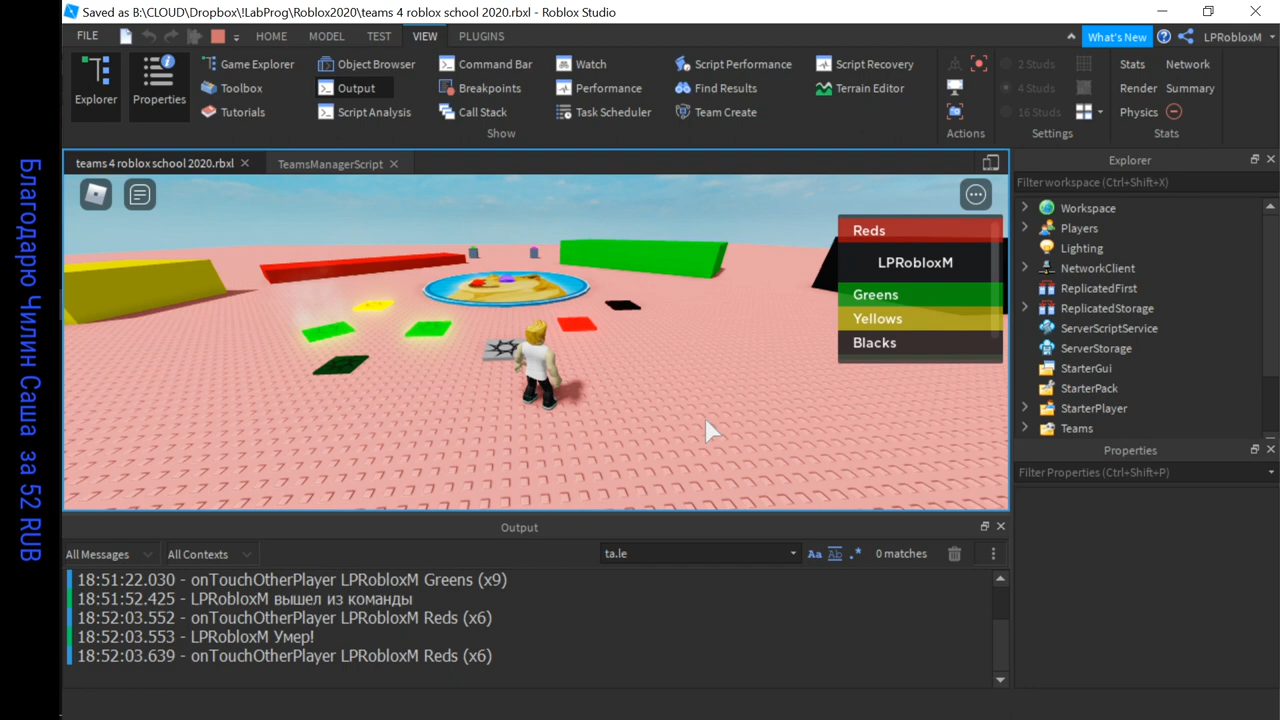 Saved as B:\CLOUD\Dropbox\!LabProg\Roblox2020\teams 4 roblox school 2020.rbxl - Roblox Studio
FILE HOME MODEL TEST VIEW PLUGINS What's New LPRobloxM
Game Explorer Object Browser Command Bar Watch Script Performance Script Recovery 2 Studs Stats Network
Explorer Properties Toolbox Output Breakpoints Performance Find Results Terrain Editor 4 Studs Render Summary
Tutorials Script Analysis Call Stack Task Scheduler Team Create 16 Studs Physics
Show Actions Settings Stats
teams 4 roblox school 2020.rbxl TeamsManagerScript
Reds
LPRobloxM
Greens
Yellows
Blacks
Explorer
Filter workspace (Ctrl+Shift+X)
Workspace
Players
Lighting
NetworkClient
ReplicatedFirst
ReplicatedStorage
ServerScriptService
ServerStorage
StarterGui
StarterPack
StarterPlayer
Teams
Properties
Filter Properties (Ctrl+Shift+P)
Output
All Messages All Contexts ta.le Aa Ab .* 0 matches
18:51:22.030 - onTouchOtherPlayer LPRobloxM Greens (x9)
18:51:52.425 - LPRobloxM вышел из команды
18:52:03.552 - onTouchOtherPlayer LPRobloxM Reds (x6)
18:52:03.553 - LPRobloxM Умер!
18:52:03.639 - onTouchOtherPlayer LPRobloxM Reds (x6)
Благодарю Чилин Саша за 52 RUB